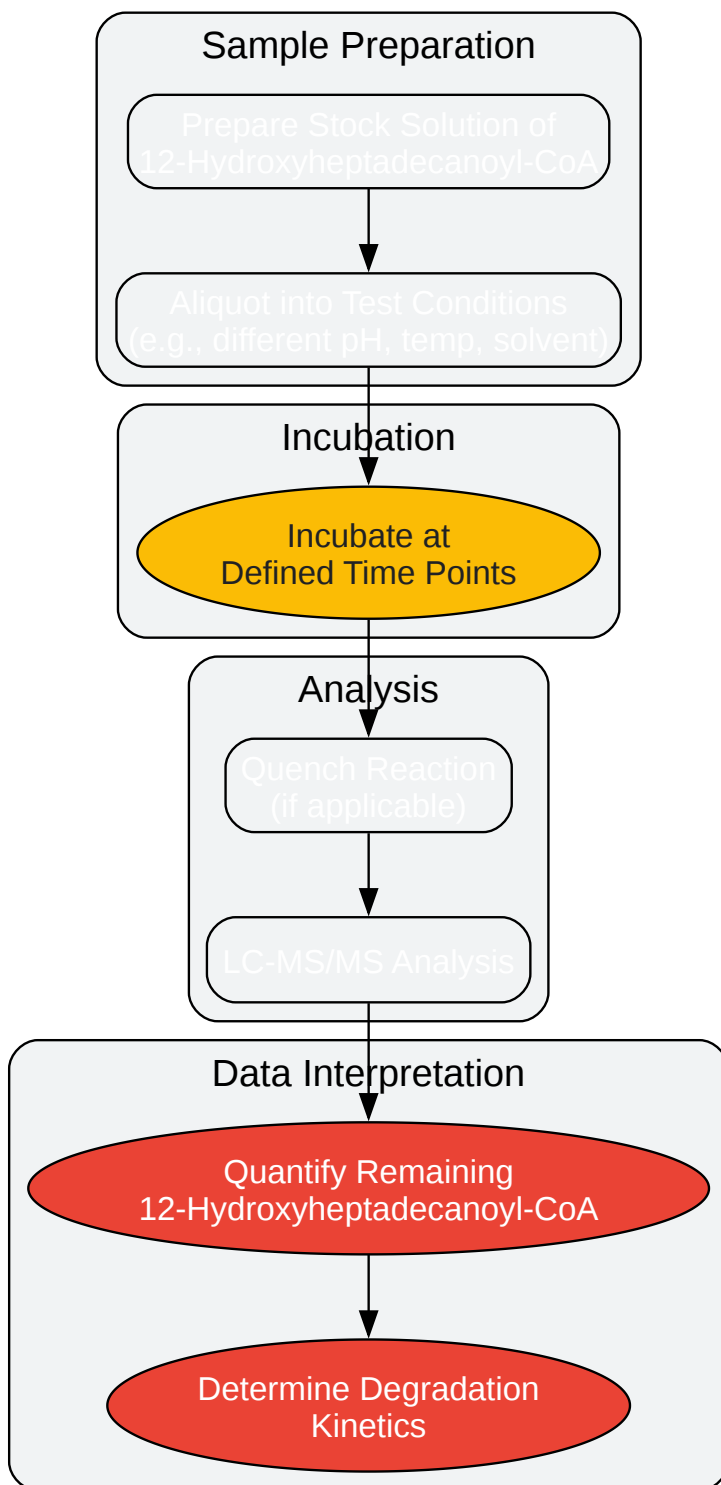 Sample Preparation
Prepare Stock Solution of
12-Hydroxyheptadecanoyl-CoA
Aliquot into Test Conditions
(e.g., different pH, temp, solvent)
Incubation
Incubate at
Defined Time Points
Analysis
Quench Reaction
(if applicable)
LC-MS/MS Analysis
Data Interpretation
Quantify Remaining
12-Hydroxyheptadecanoyl-CoA
Determine Degradation
Kinetics